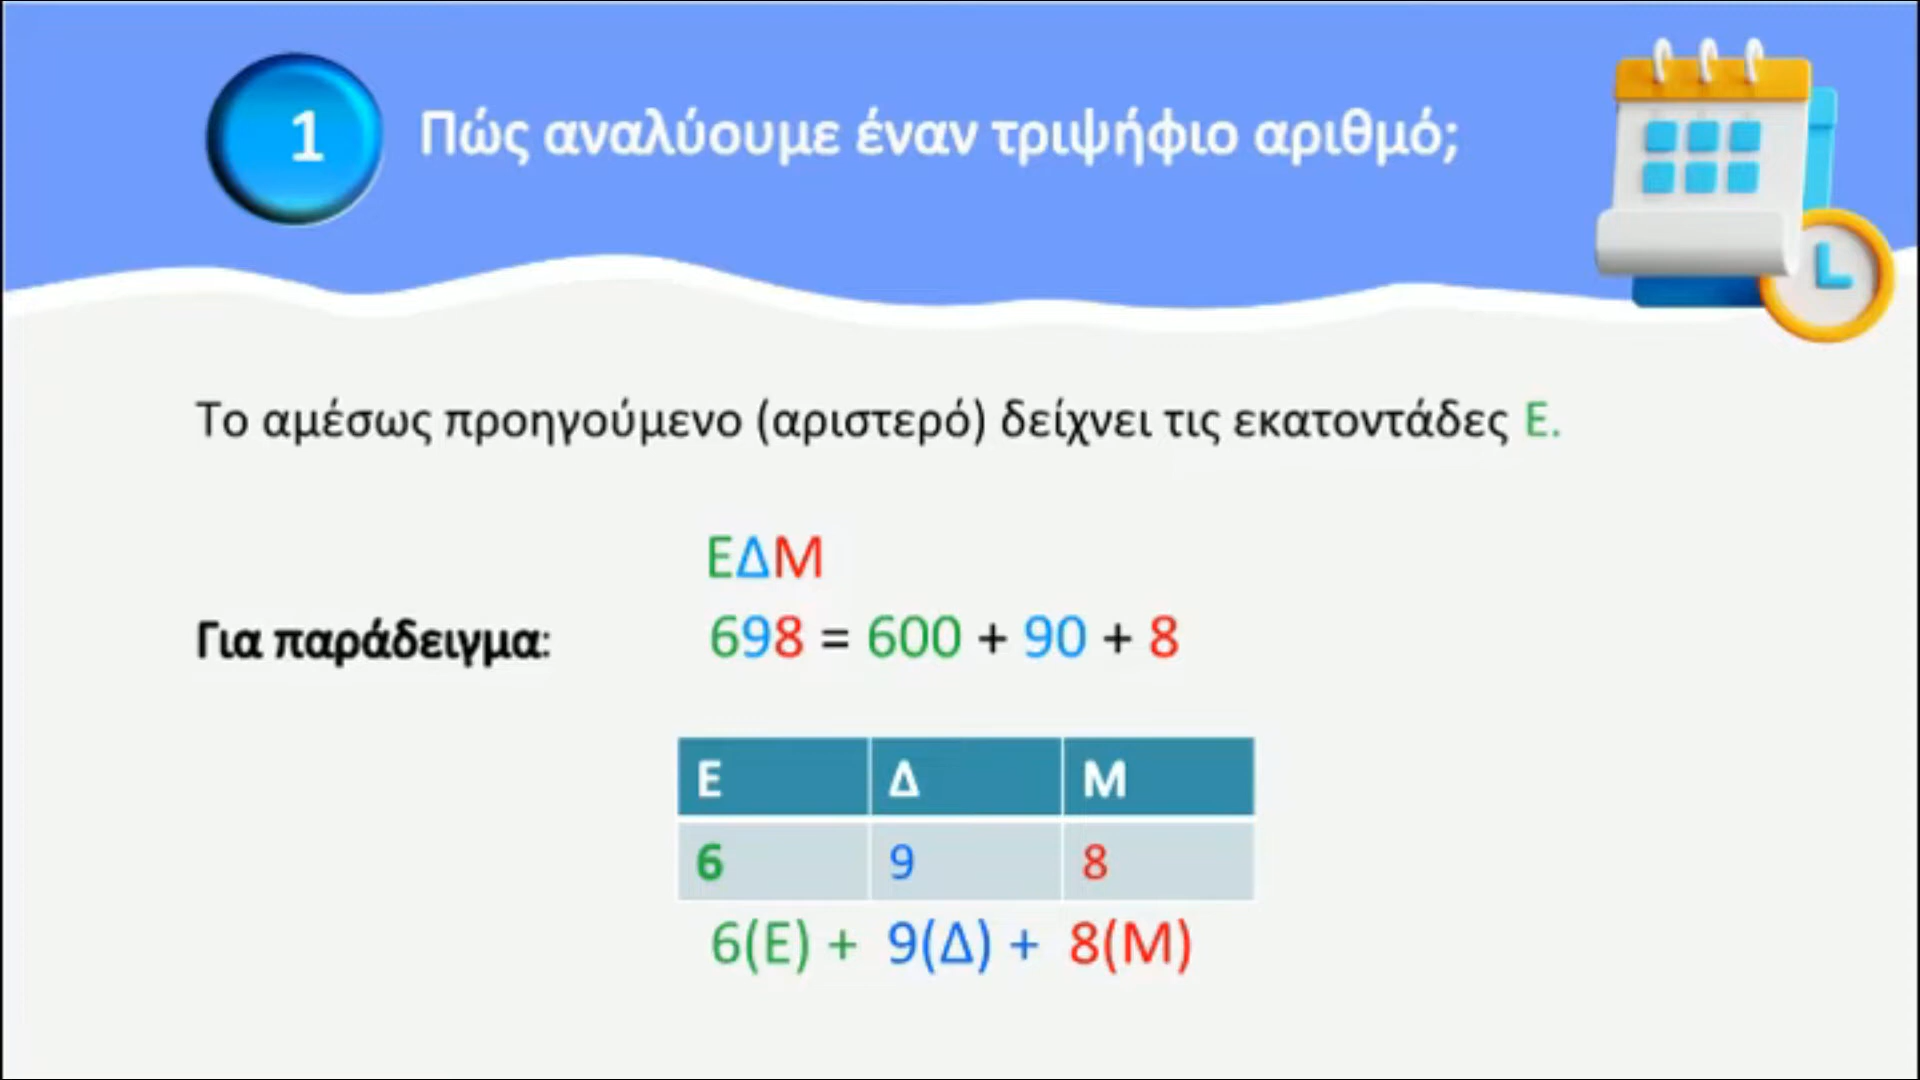 1 Πώς αναλύουμε έναν τριψήφιο αριθμό;
Το αμέσως προηγούμενο (αριστερό) δείχνει τις εκατοντάδες Ε.
ΕΔΜ
Για παράδειγμα: 698 = 600 + 90 + 8
Ε Δ Μ
6 9 8
6(Ε) + 9(Δ) + 8(Μ)